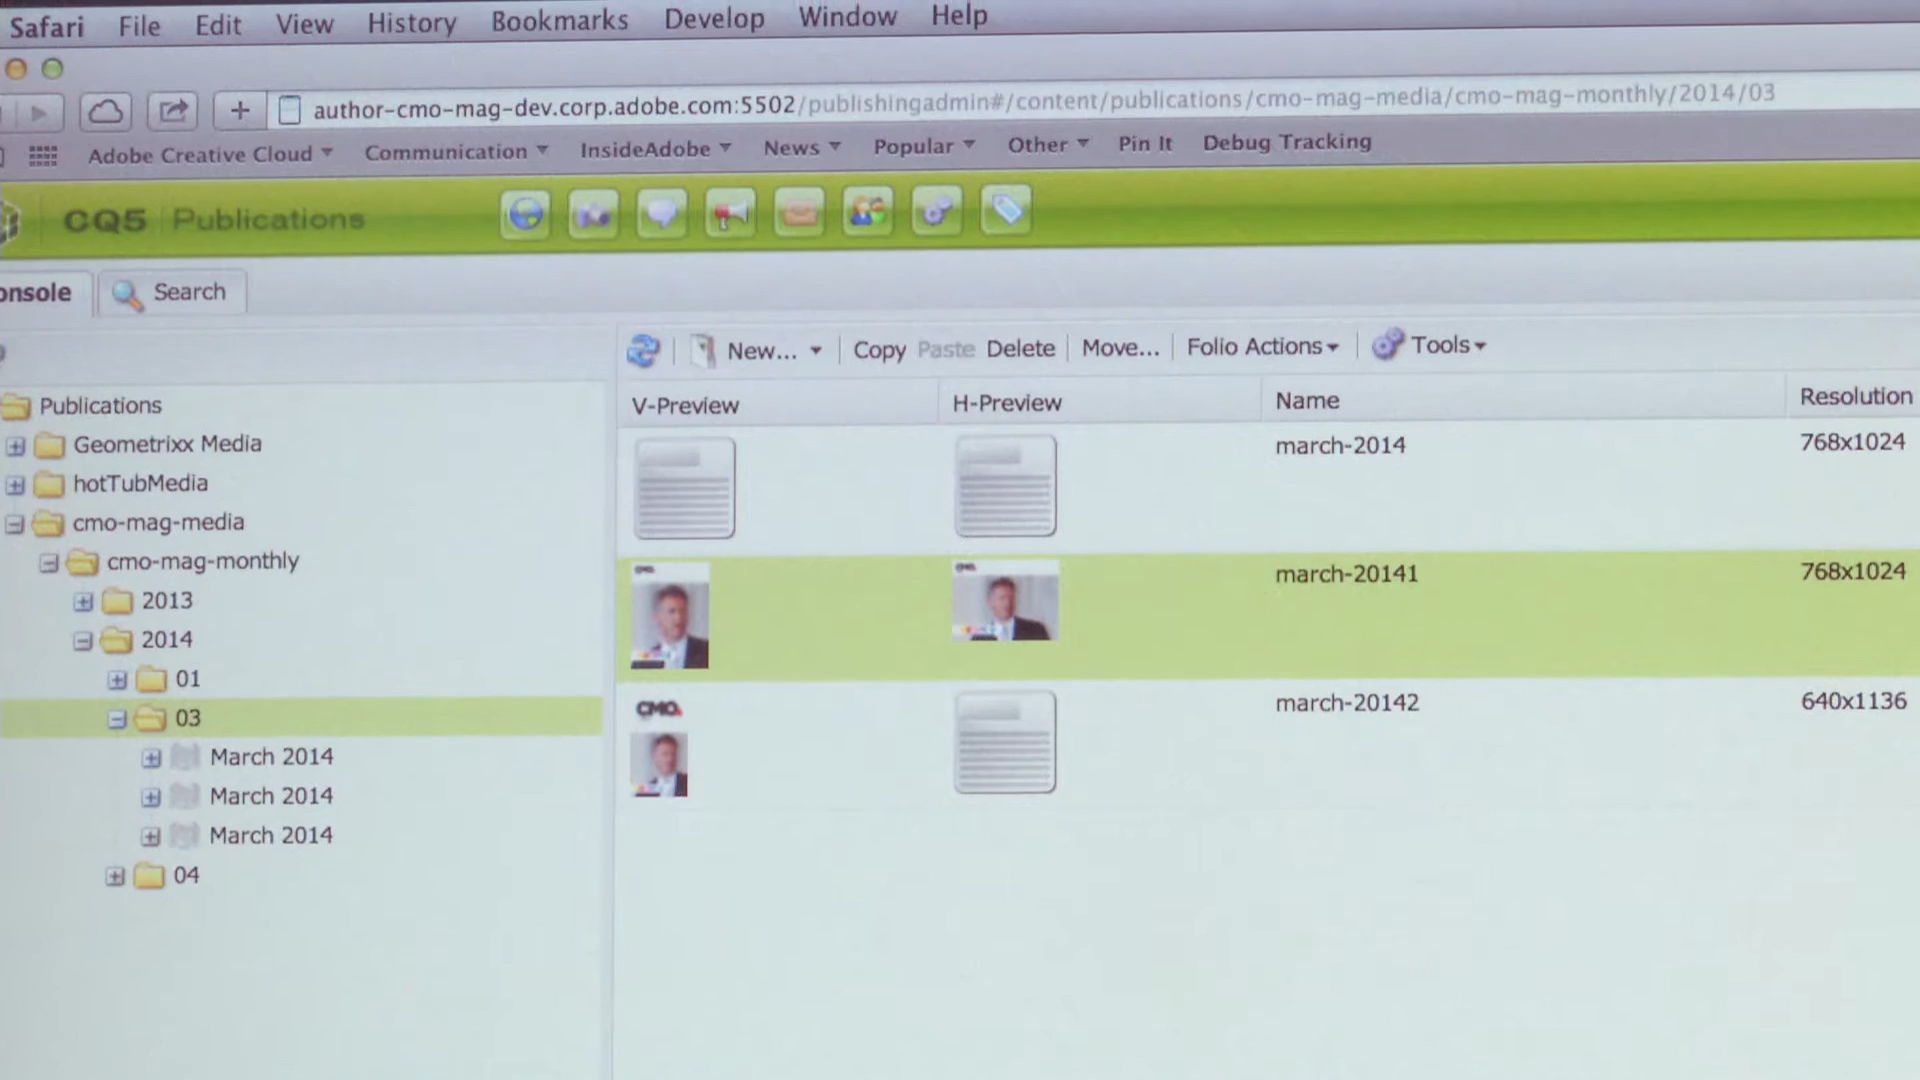 Safari File Edit View History Bookmarks Develop Window Help
author-cmo-mag-dev.corp.adobe.com:5502/publishingadmin#/content/publications/cmo-mag-media/cmo-mag-monthly/2014/03
Adobe Creative Cloud Communication InsideAdobe News Popular Other Pin It Debug Tracking
CQ5 Publications
onsole Search
New... Copy Paste Delete Move... Folio Actions Tools
V-Preview H-Preview Name Resolution
Publications
Geometrixx Media
hotTubMedia
cmo-mag-media
cmo-mag-monthly
2013
2014
01
03
March 2014
March 2014
March 2014
04
march-2014 768x1024
march-20141 768x1024
CMO. march-20142 640x1136